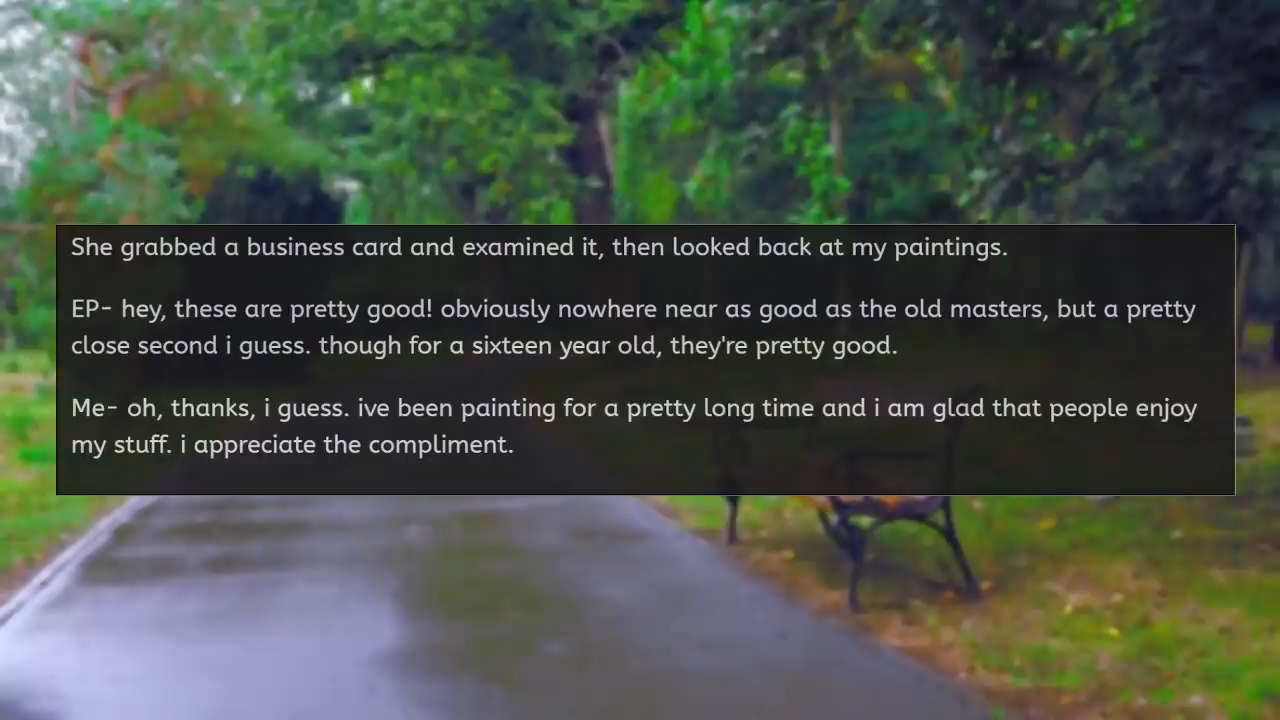 She grabbed a business card and examined it, then looked back at my paintings.
EP- hey, these are pretty good! obviously nowhere near as good as the old masters, but a pretty
close second i guess. though for a sixteen year old, they're pretty good.
Me- oh, thanks, i guess. ive been painting for a pretty long time and i am glad that people enjoy
my stuff. i appreciate the compliment.